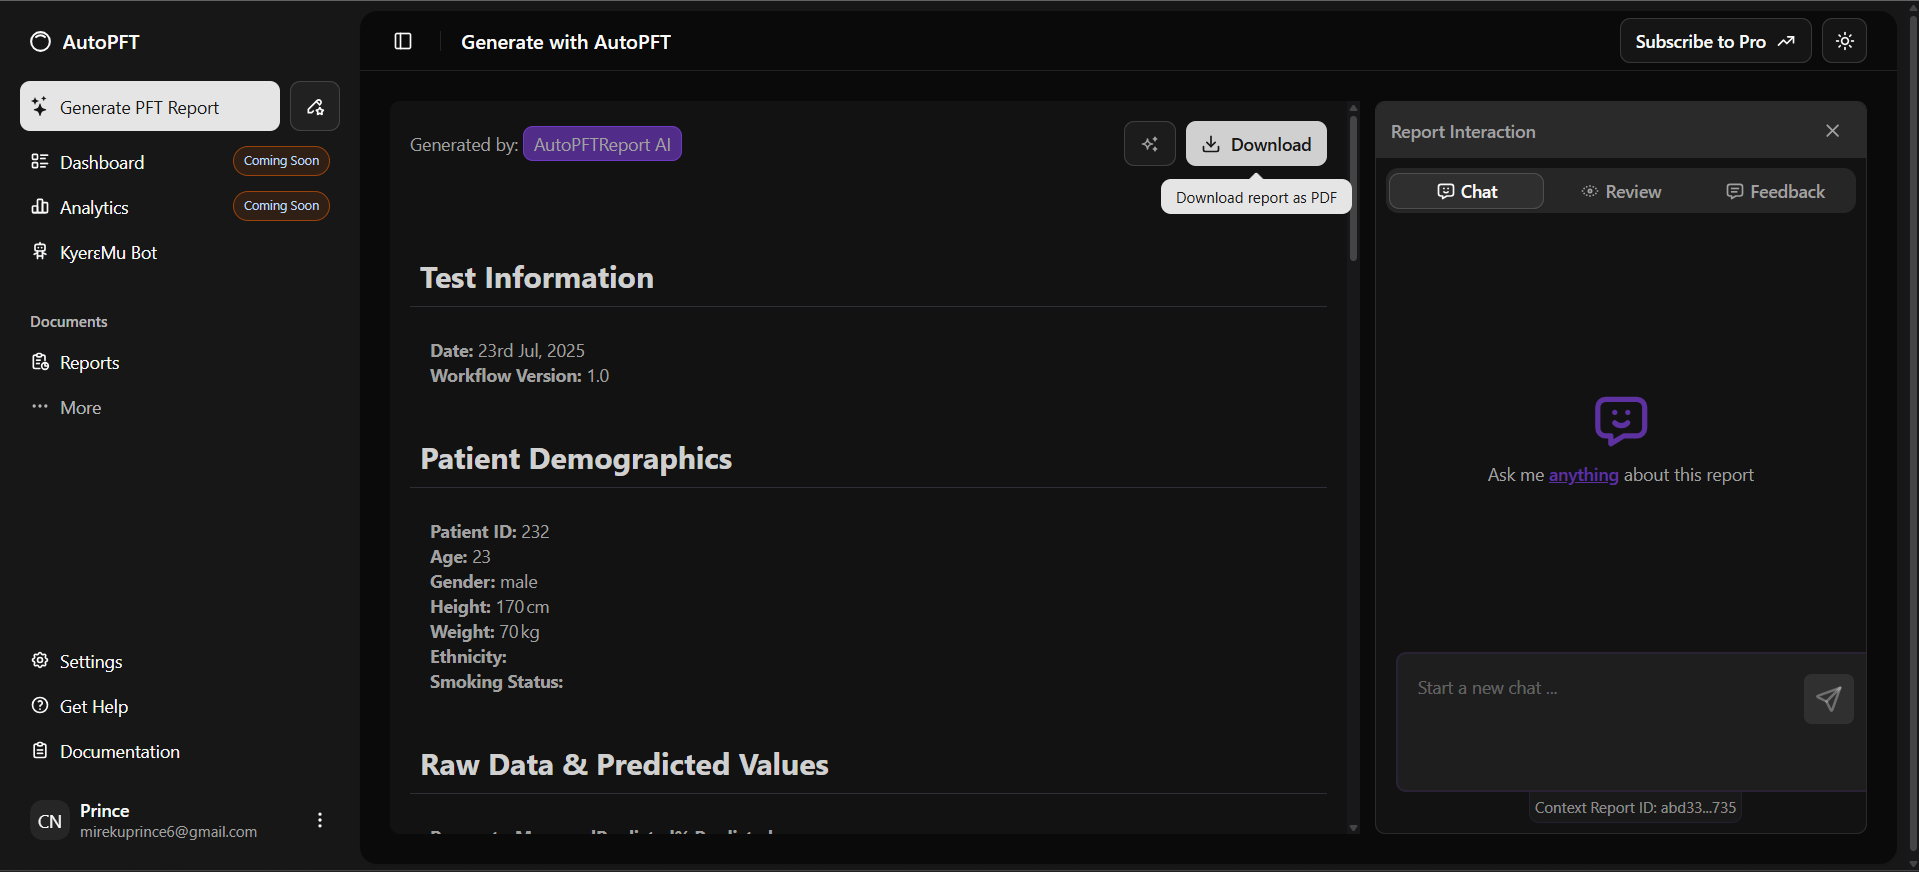 AutoPFT
Generate PFT Report
Dashboard
Coming Soon
Analytics
Coming Soon
KyerɛMu Bot
Documents
Reports
More
Settings
Get Help
Documentation
CN
Prince
mirekuprince6@gmail.com
Generate with AutoPFT
Subscribe to Pro
Generated by: AutoPFTReport AI
Download
Download report as PDF
Test Information
Date: 23rd Jul, 2025
Workflow Version: 1.0
Patient Demographics
Patient ID: 232
Age: 23
Gender: male
Height: 170 cm
Weight: 70 kg
Ethnicity:
Smoking Status:
Raw Data & Predicted Values
Report Interaction
Chat
Review
Feedback
Ask me anything about this report
Start a new chat ...
Context Report ID: abd33...735